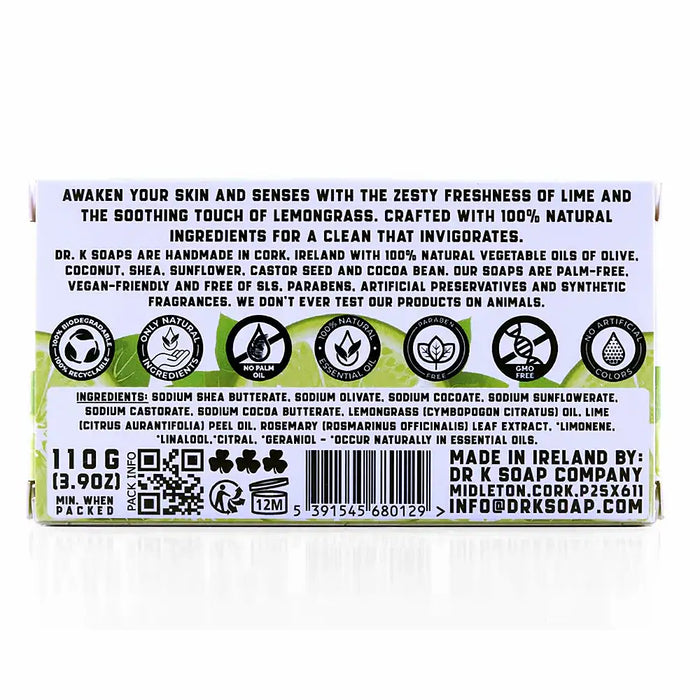 AWAKEN YOUR SKIN AND SENSES WITH THE ZESTY FRESHNESS OF LIME AND
THE SOOTHING TOUCH OF LEMONGRASS. CRAFTED WITH 100% NATURAL
INGREDIENTS FOR A CLEAN THAT INVIGORATES.
DR. K SOAPS ARE HANDMADE IN CORK, IRELAND WITH 100% NATURAL VEGETABLE OILS OF OLIVE,
COCONUT, SHEA, SUNFLOWER, CASTOR SEED AND COCOA BEAN. OUR SOAPS ARE PALM-FREE,
VEGAN-FRIENDLY AND FREE OF SLS, PARABENS, ARTIFICIAL PRESERVATIVES AND SYNTHETIC
FRAGRANCES. WE DON'T EVER TEST OUR PRODUCTS ON ANIMALS.
100% BIODEGRADABLE
100% RECYCLABLE
ONLY NATURAL
INGREDIENTS
NO PALM
OIL
100% NATURAL
ESSENTIAL OIL
PARABEN
FREE
GMO
FREE
NO ARTIFICIAL
COLORS
INGREDIENTS: SODIUM SHEA BUTTERATE, SODIUM OLIVATE, SODIUM COCOATE, SODIUM SUNFLOWERATE,
SODIUM CASTORATE, SODIUM COCOA BUTTERATE, LEMONGRASS (CYMBOPOGON CITRATUS) OIL, LIME
(CITRUS AURANTIFOLIA) PEEL OIL, ROSEMARY (ROSMARINUS OFFICINALIS) LEAF EXTRACT, *LIMONENE,
*LINALOOL,*CITRAL, *GERANIOL - *OCCUR NATURALLY IN ESSENTIAL OILS.
110G
(3.9OZ)
MIN. WHEN
PACKED
PACK INFO
12M
5 391545 680129 >
MADE IN IRELAND BY:
DR K SOAP COMPANY
MIDLETON,CORK,P25X611
INFO@DRKSOAP.COM